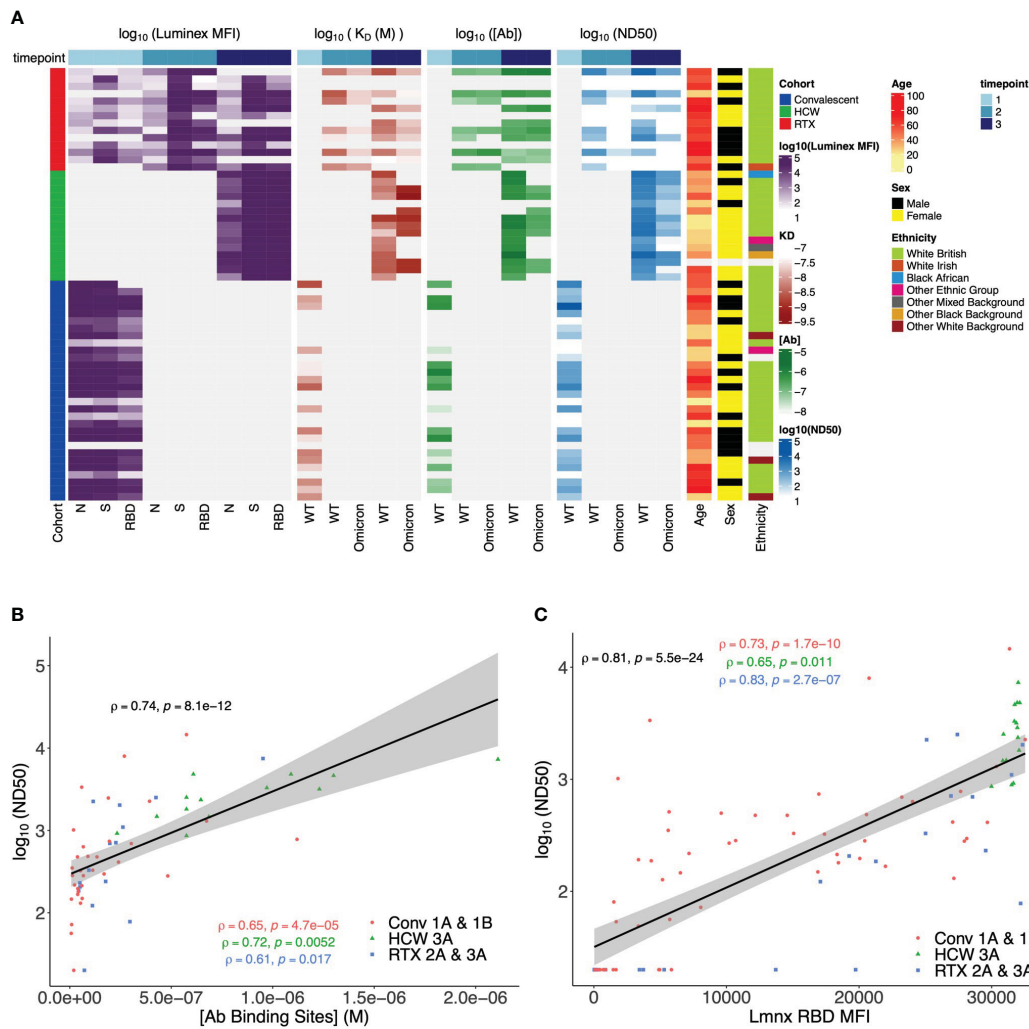 A
log10 (Luminex MFI)
log10 ( KD (M) )
log10 ([Ab])
log10 (ND50)
timepoint
Cohort
N
S
RBD
N
S
RBD
N
S
RBD
WT
WT
Omicron
WT
Omicron
WT
WT
Omicron
WT
Omicron
WT
WT
Omicron
WT
Omicron
Age
Sex
Ethnicity
Cohort
Convalescent
HCW
RTX
log10(Luminex MFI)
5
4
3
2
1
KD
−7
−7.5
−8
−8.5
−9
−9.5
[Ab]
−5
−6
−7
−8
log10(ND50)
5
4
3
2
1
Age
100
80
60
40
20
0
Sex
Male
Female
Ethnicity
White British
White Irish
Black African
Other Ethnic Group
Other Mixed Background
Other Black Background
Other White Background
timepoint
1
2
3
B
log10 (ND50)
5
4
3
2
ρ = 0.74, p = 8.1e−12
ρ = 0.65, p = 4.7e−05
ρ = 0.72, p = 0.0052
ρ = 0.61, p = 0.017
Conv 1A & 1B
HCW 3A
RTX 2A & 3A
0.0e+00
5.0e−07
1.0e−06
1.5e−06
2.0e−06
[Ab Binding Sites] (M)
C
log10 (ND50)
4
3
2
ρ = 0.81, p = 5.5e−24
ρ = 0.73, p = 1.7e−10
ρ = 0.65, p = 0.011
ρ = 0.83, p = 2.7e−07
Conv 1A & 1
HCW 3A
RTX 2A & 3A
0
10000
20000
30000
Lmnx RBD MFI